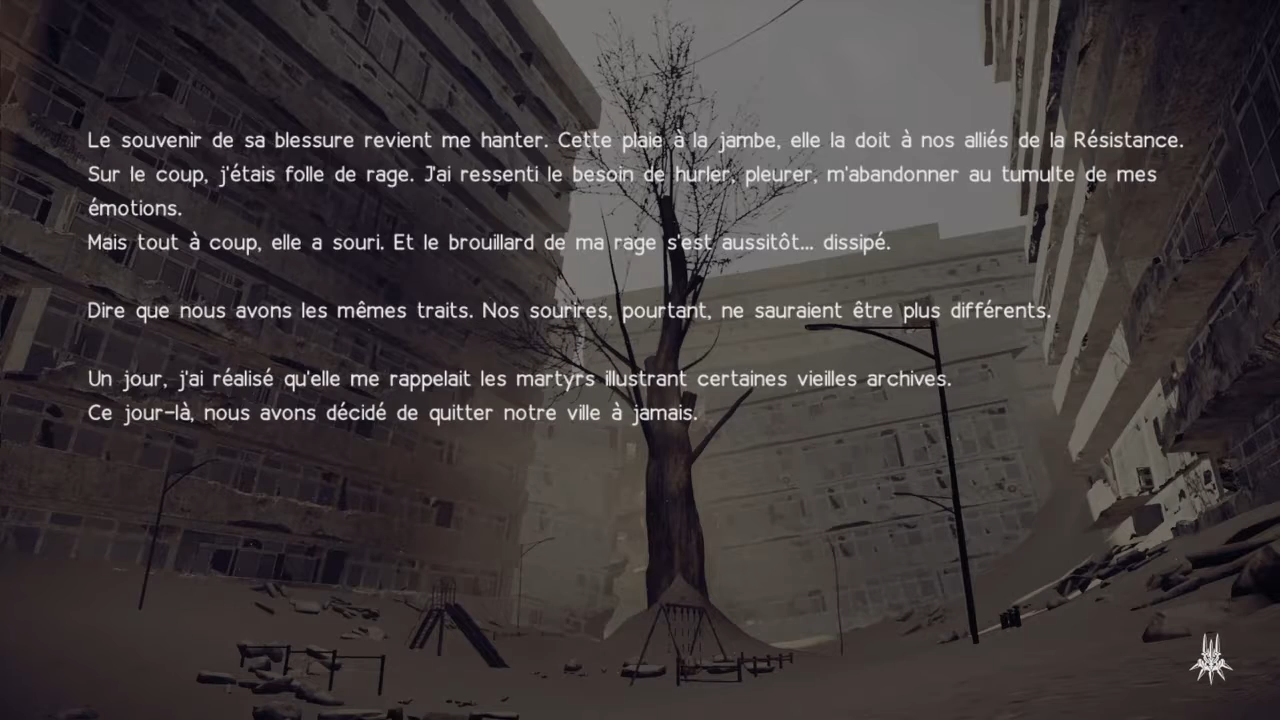 Le souvenir de sa blessure revient me hanter. Cette plaie à la jambe, elle la doit à nos alliés de la Résistance.
Sur le coup, j'étais folle de rage. J'ai ressenti le besoin de hurler, pleurer, m'abandonner au tumulte de mes
émotions.
Mais tout à coup, elle a souri. Et le brouillard de ma rage s'est aussitôt... dissipé.
Dire que nous avons les mêmes traits. Nos sourires, pourtant, ne sauraient être plus différents.
Un jour, j'ai réalisé qu'elle me rappelait les martyrs illustrant certaines vieilles archives.
Ce jour-là, nous avons décidé de quitter notre ville à jamais.